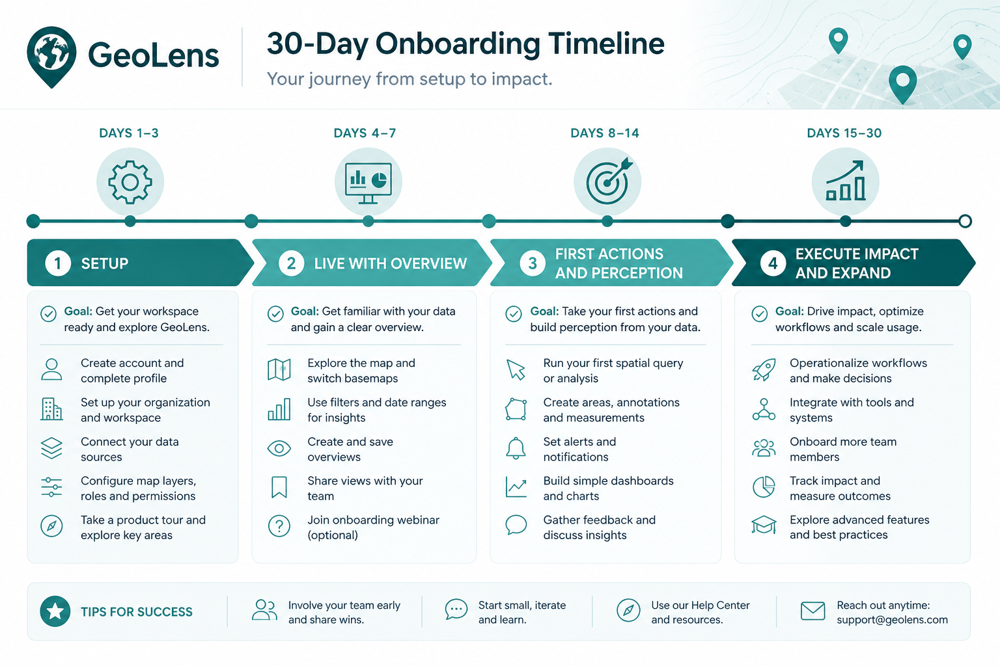 GeoLens
30-Day Onboarding Timeline
Your journey from setup to impact.
DAYS 1–3
DAYS 4–7
DAYS 8–14
DAYS 15–30
1
SETUP
2
LIVE WITH OVERVIEW
3
FIRST ACTIONS
AND PERCEPTION
4
EXECUTE IMPACT
AND EXPAND
Goal: Get your workspace
ready and explore GeoLens.
Create account and
complete profile
Set up your organization
and workspace
Connect your data
sources
Configure map layers,
roles and permissions
Take a product tour and
explore key areas
Goal: Get familiar with your data
and gain a clear overview.
Explore the map and
switch basemaps
Use filters and date ranges
for insights
Create and save
overviews
Share views with your
team
?
Join onboarding webinar
(optional)
Goal: Take your first actions and
build perception from your data.
Run your first spatial query
or analysis
Create areas, annotations
and measurements
Set alerts and
notifications
Build simple dashboards
and charts
Gather feedback and
discuss insights
Goal: Drive impact, optimize
workflows and scale usage.
Operationalize workflows
and make decisions
Integrate with tools and
systems
Onboard more team
members
Track impact and
measure outcomes
Explore advanced features
and best practices
TIPS FOR SUCCESS
Involve your team early
and share wins.
Start small, iterate
and learn.
Use our Help Center
and resources.
Reach out anytime:
support@geolens.com